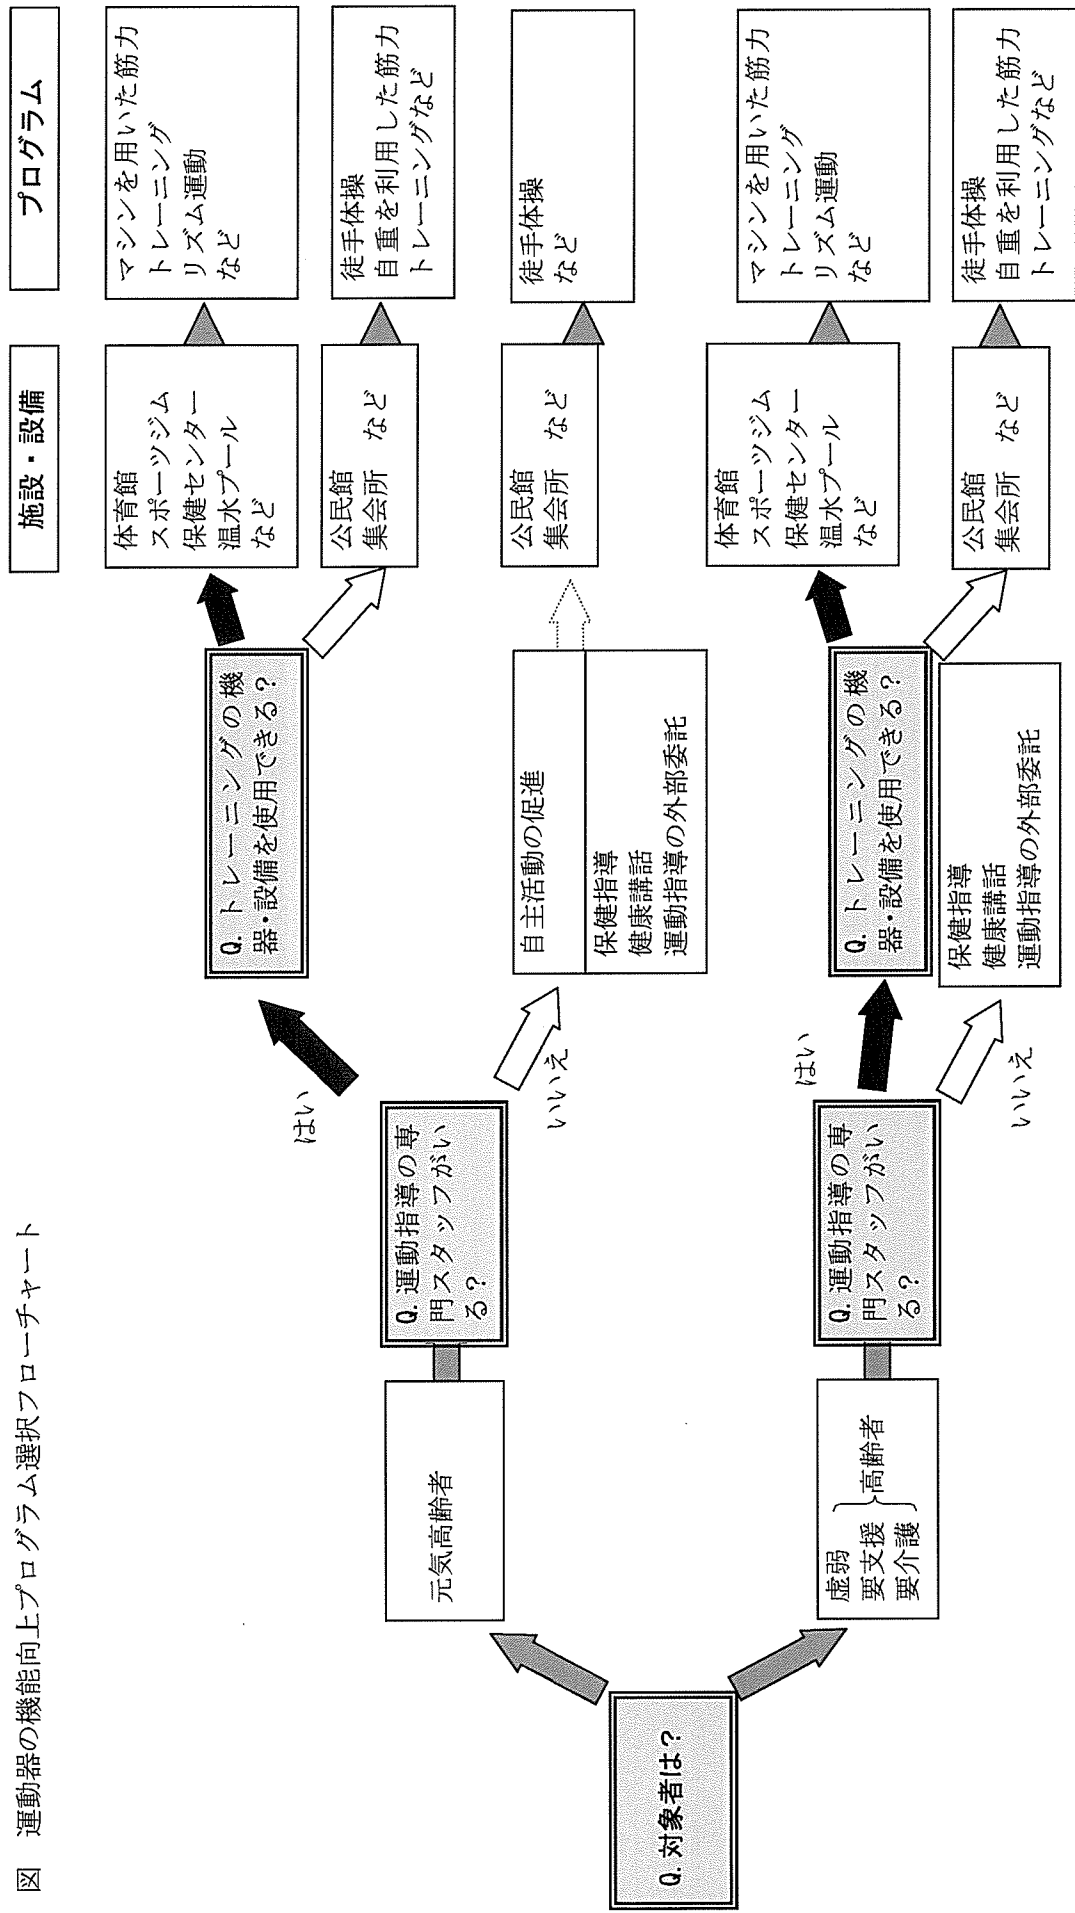 図　運動器の機能向上プログラム選択フローチャート
Q. 対象者は？
元気高齢者
虚弱
要支援
要介護
高齢者
Q. 運動指導の専
門スタッフがい
る？
はい
いいえ
Q. 運動指導の専
門スタッフがい
る？
はい
いいえ
Q. トレーニングの機
器・設備を使用できる？
自主活動の促進
保健指導
健康講話
運動指導の外部委託
Q. トレーニングの機
器・設備を使用できる？
保健指導
健康講話
運動指導の外部委託
施設・設備
体育館
スポーツジム
保健センター
温水プール
など
公民館
集会所　など
公民館
集会所　など
体育館
スポーツジム
保健センター
温水プール
など
公民館
集会所　など
プログラム
マシンを用いた筋力
トレーニング
リズム運動
など
徒手体操
自重を利用した筋力
トレーニングなど
徒手体操
など
マシンを用いた筋力
トレーニング
リズム運動
など
徒手体操
自重を利用した筋力
トレーニングなど